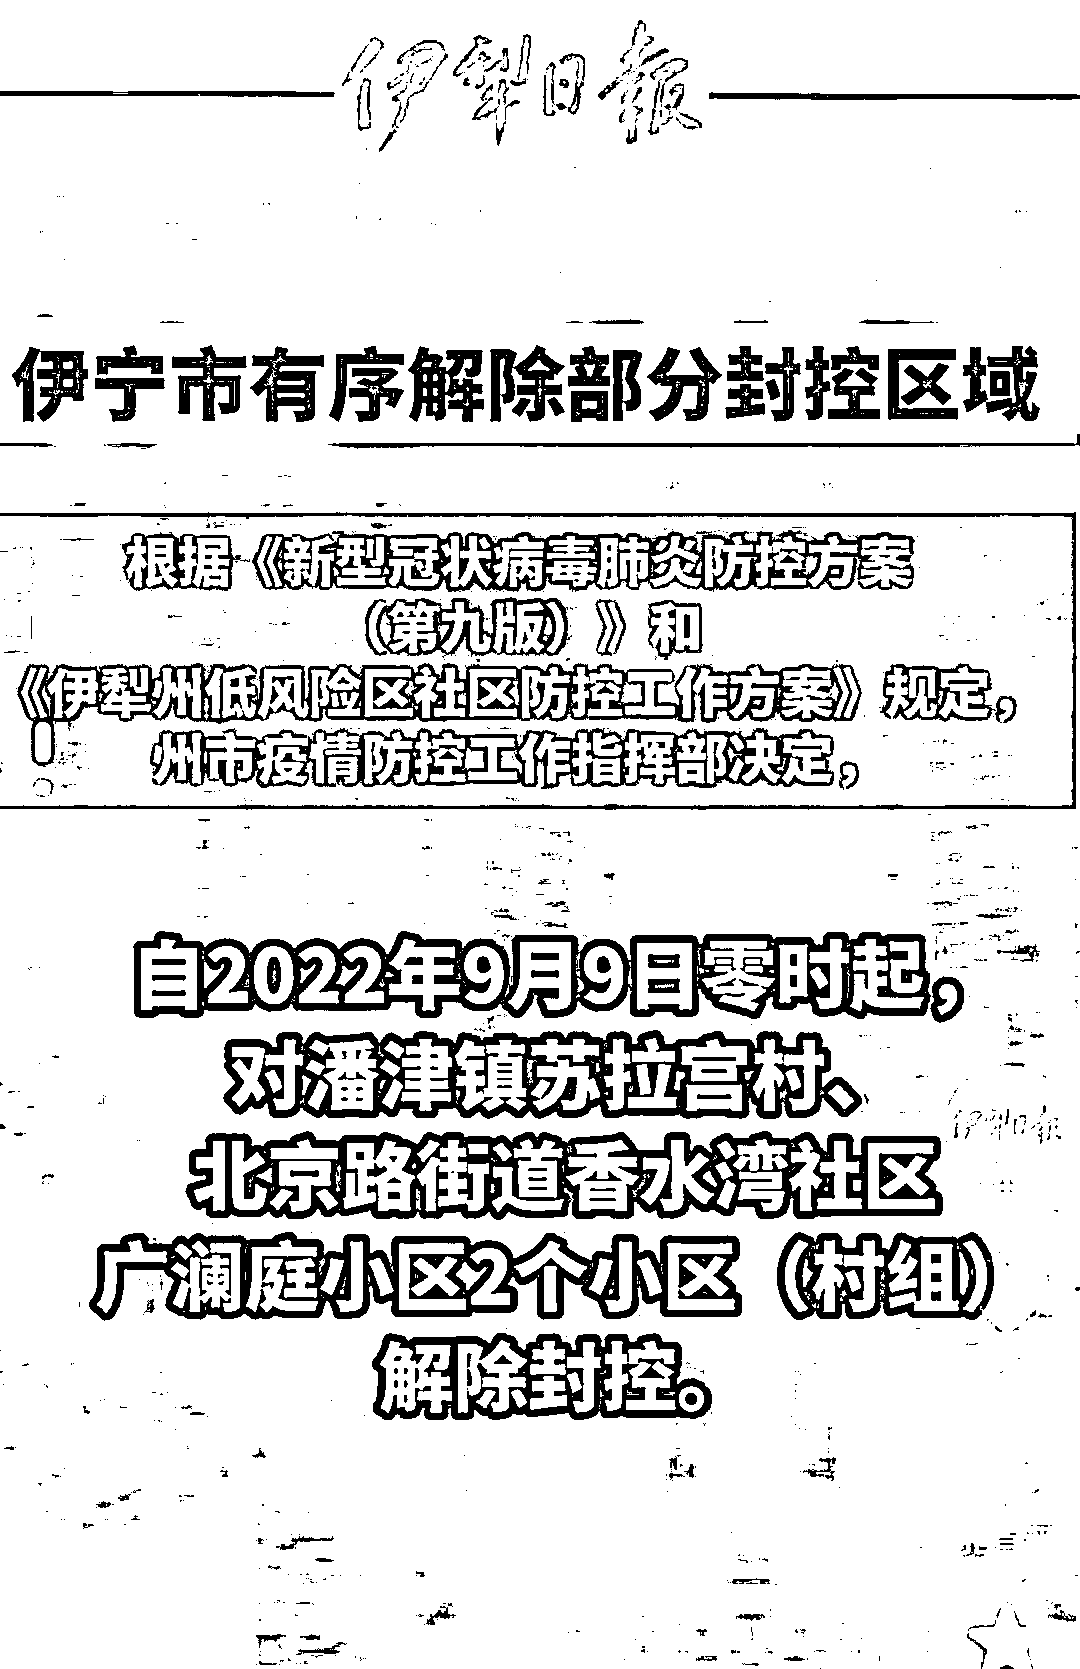 伊犁日報
伊宁市有序解除部分封控区域
根据《新型冠状病毒肺炎防控方案
（第九版）》和
《伊犁州低风险区社区防控工作方案》规定，
州市疫情防控工作指挥部决定，
自2022年9月9日零时起，
对潘津镇苏拉宫村、
伊犁日報
北京路街道香水湾社区
广澜庭小区2个小区（村组）
解除封控。